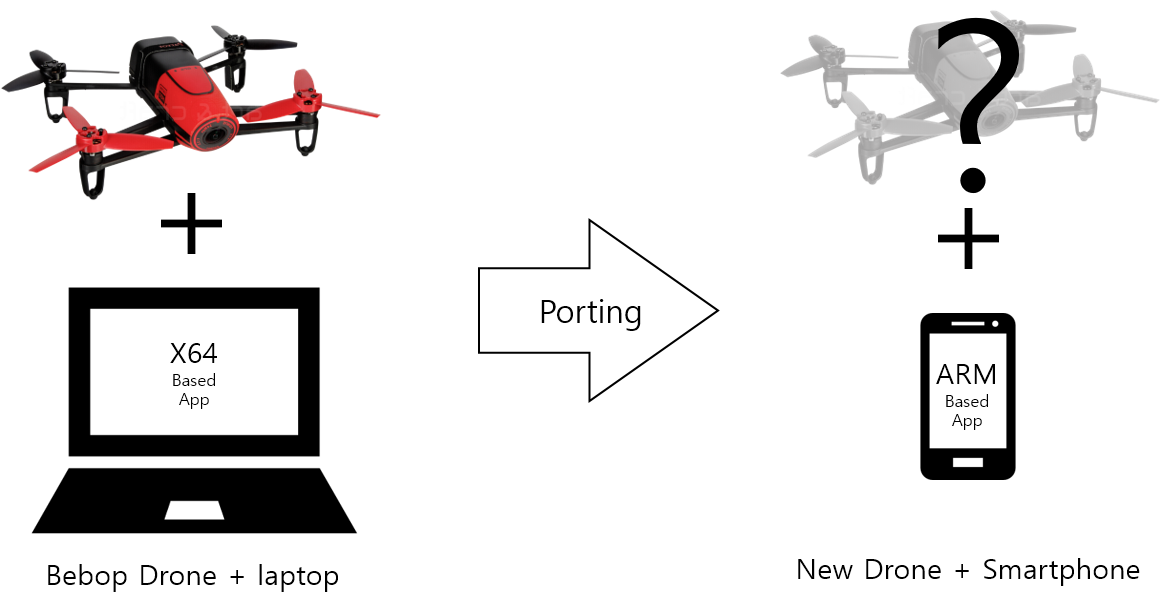 ?
+
+
X64
Based
App
Porting
ARM
Based
App
Bebop Drone + laptop
New Drone + Smartphone